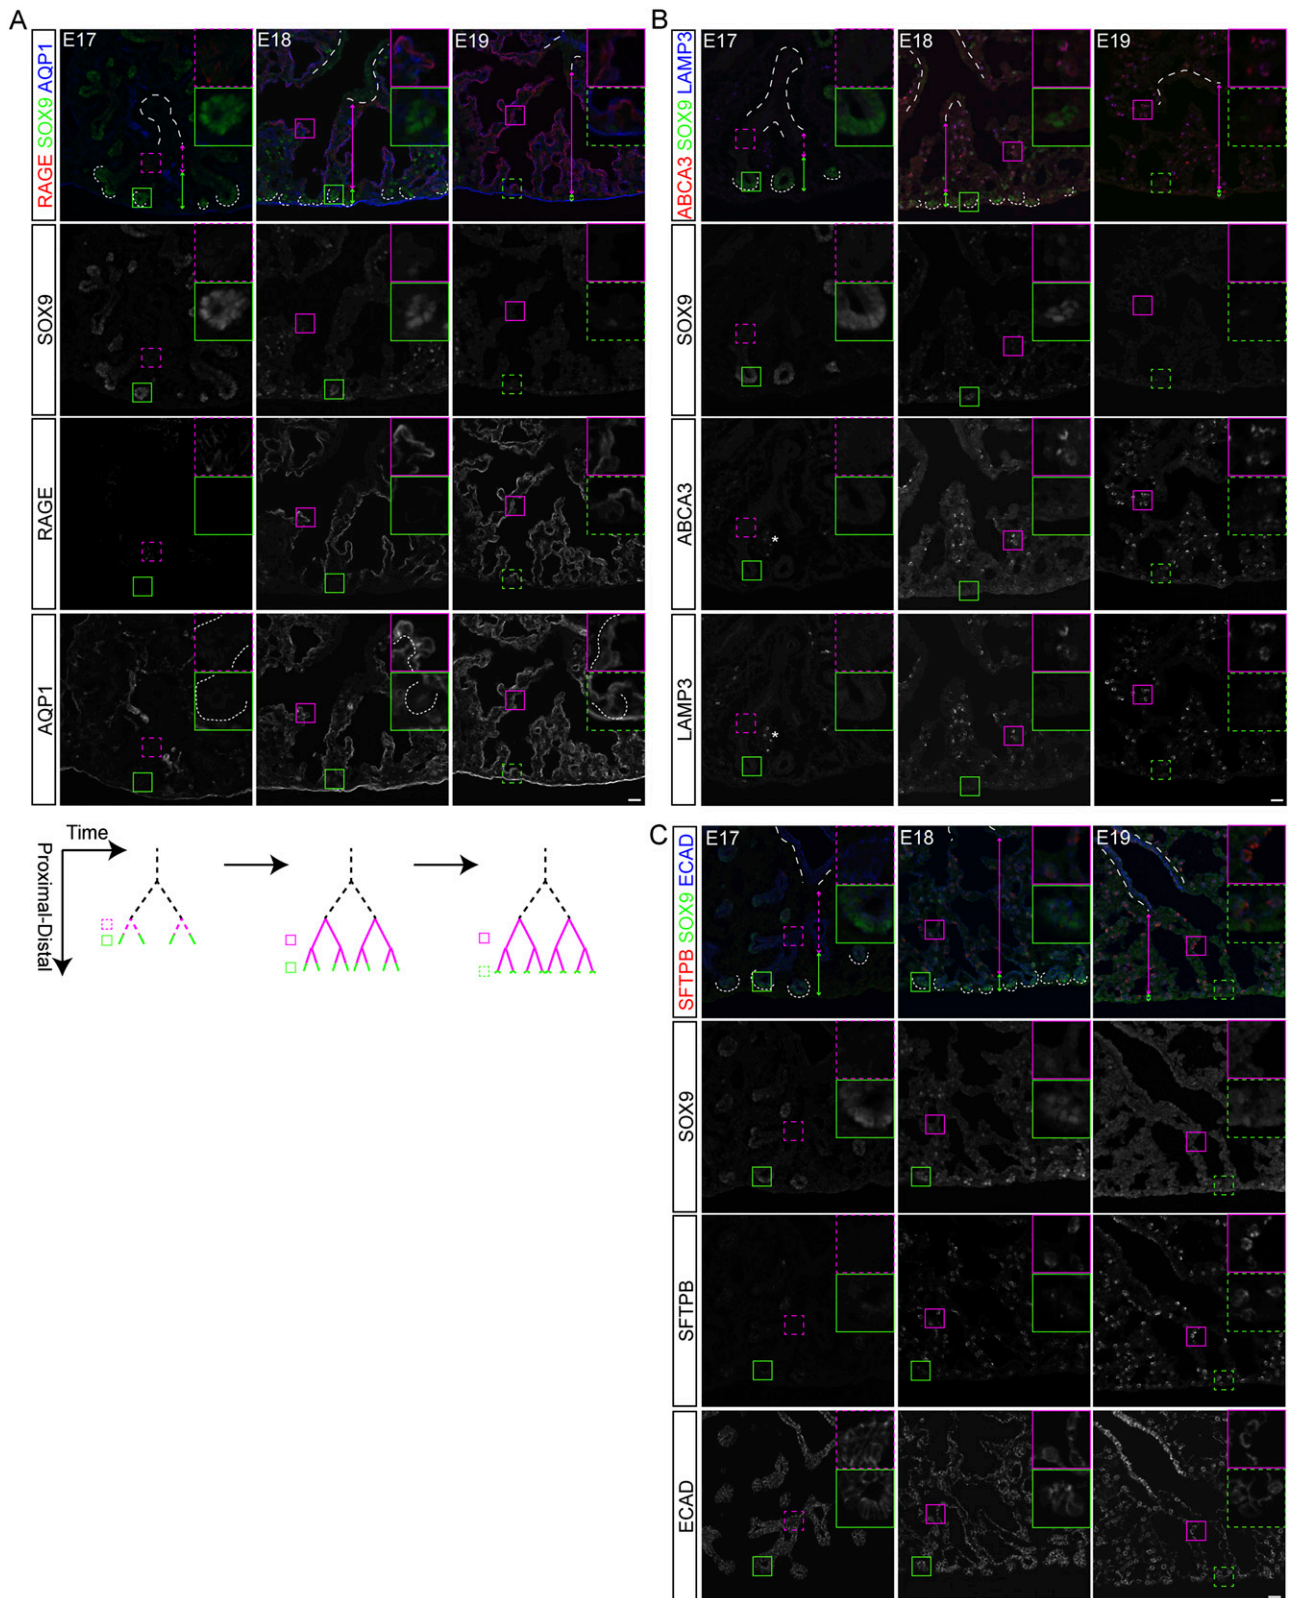 A
RAGE SOX9 AQP1
E17
E18
E19
SOX9
RAGE
AQP1
B
ABCA3 SOX9 LAMP3
E17
E18
E19
SOX9
ABCA3
*
LAMP3
*
Time
Proximal-Distal
C
SFTPB SOX9 ECAD
E17
E18
E19
SOX9
SFTPB
ECAD